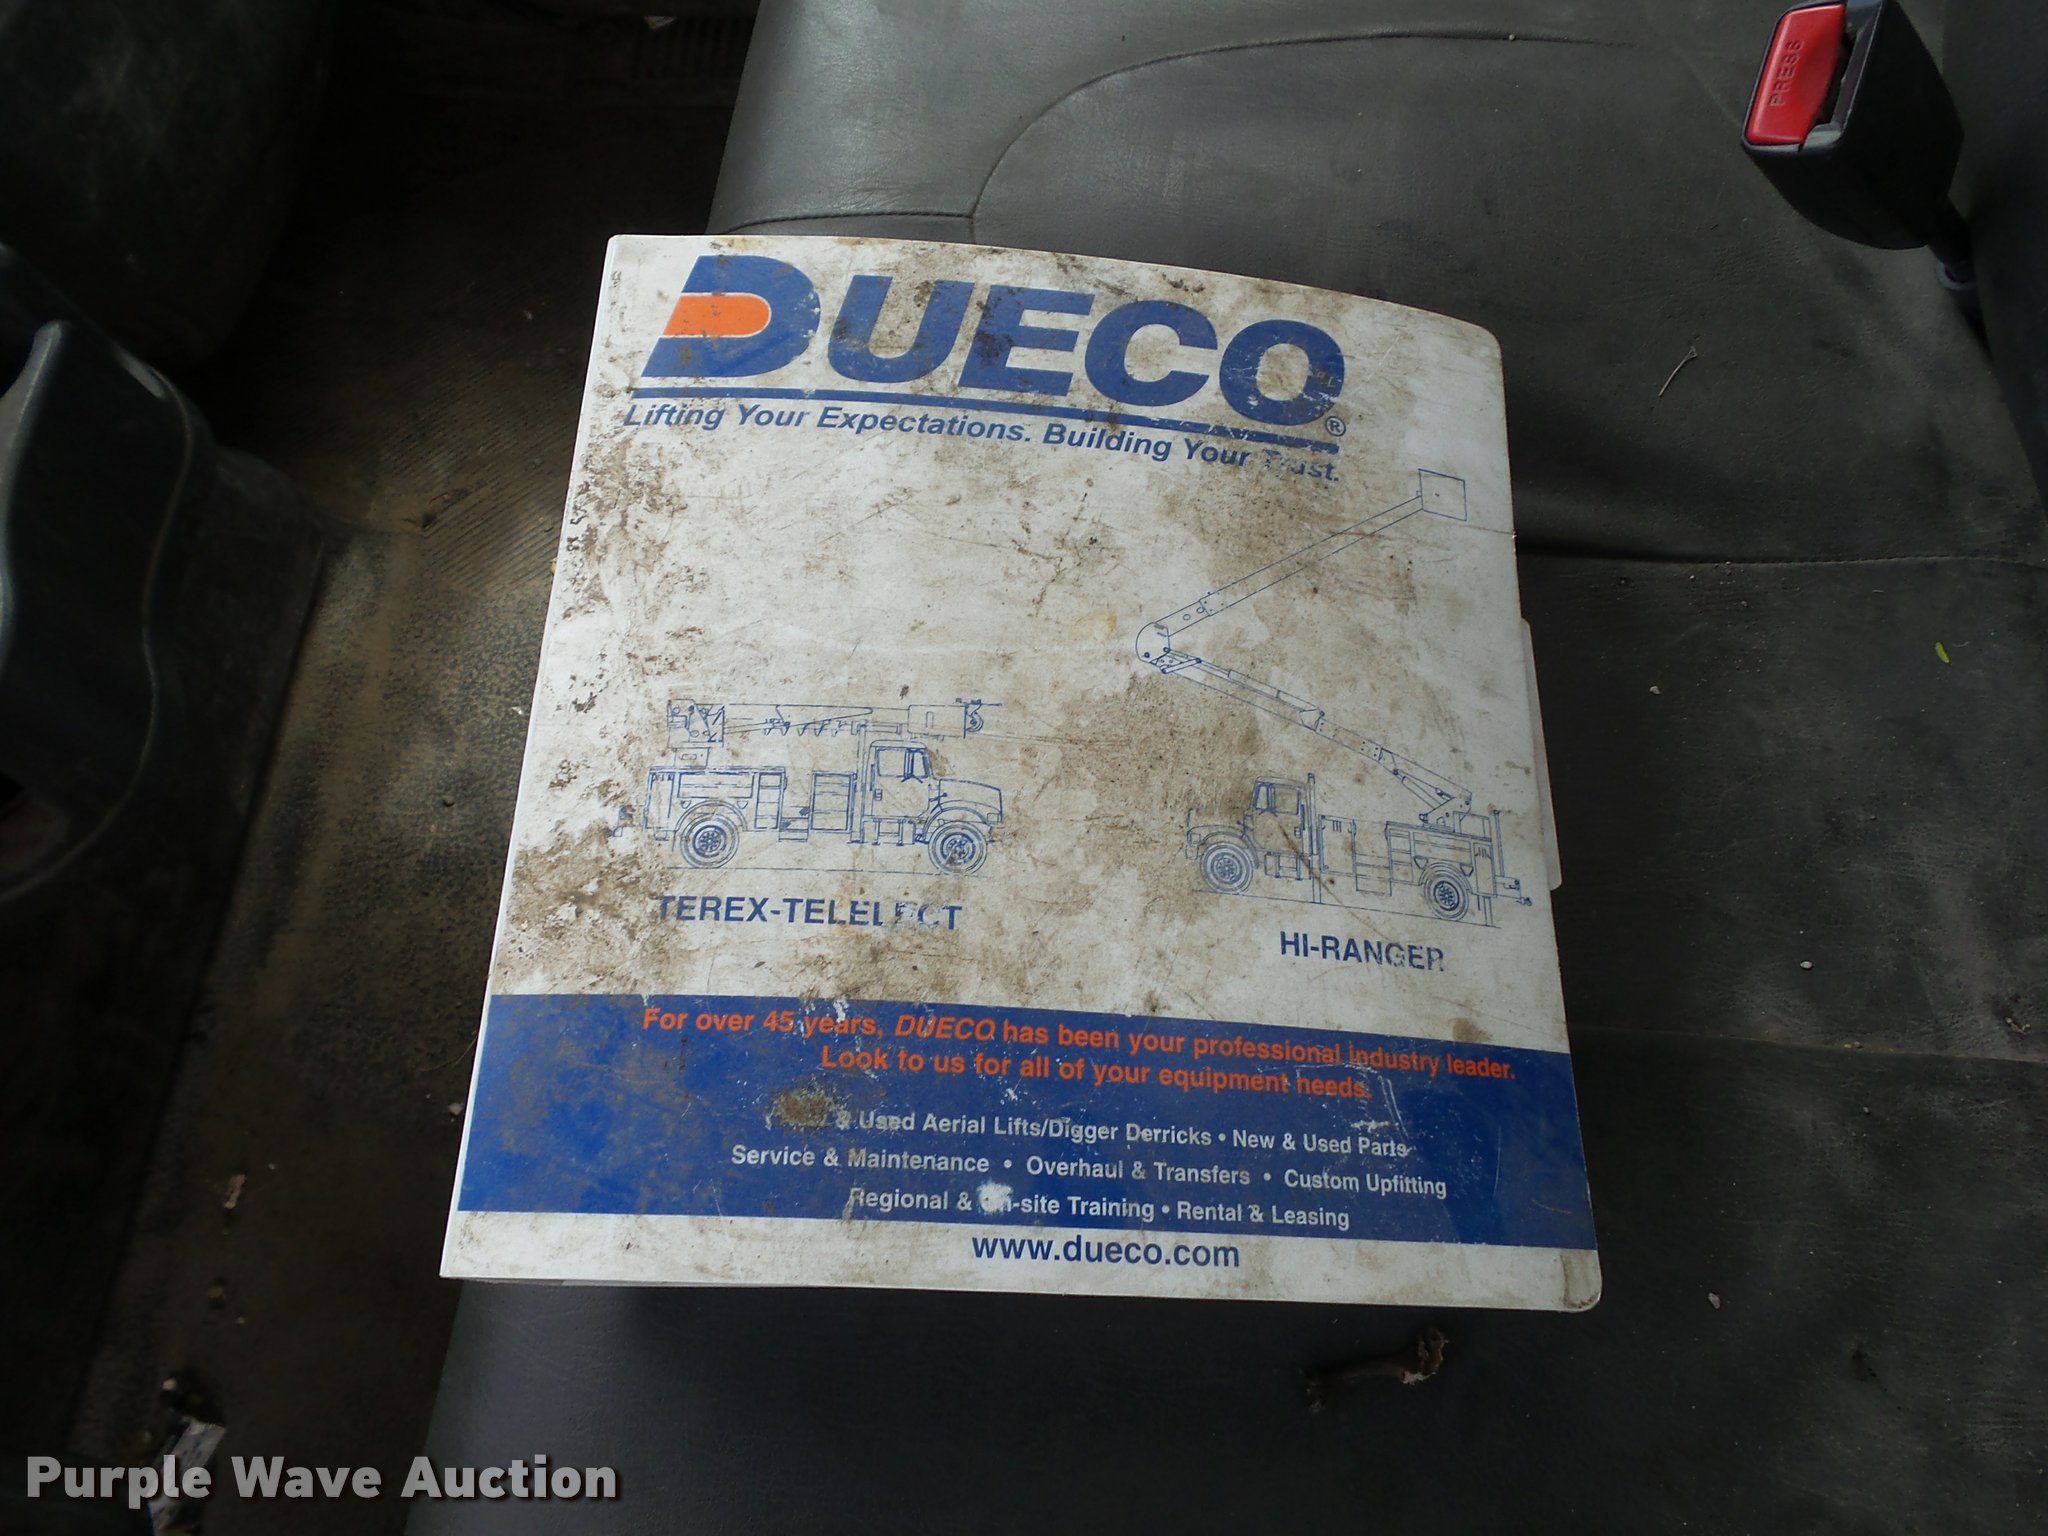 PRESS
DUECO®
Lifting Your Expectations. Building Your Trust.
TEREX-TELELECT
HI-RANGER
For over 45 years, DUECO has been your professional industry leader.
Look to us for all of your equipment needs.
& Used Aerial Lifts/Digger Derricks • New & Used Parts
Service & Maintenance • Overhaul & Transfers • Custom Upfitting
Regional & On-site Training • Rental & Leasing
www.dueco.com
Purple Wave Auction